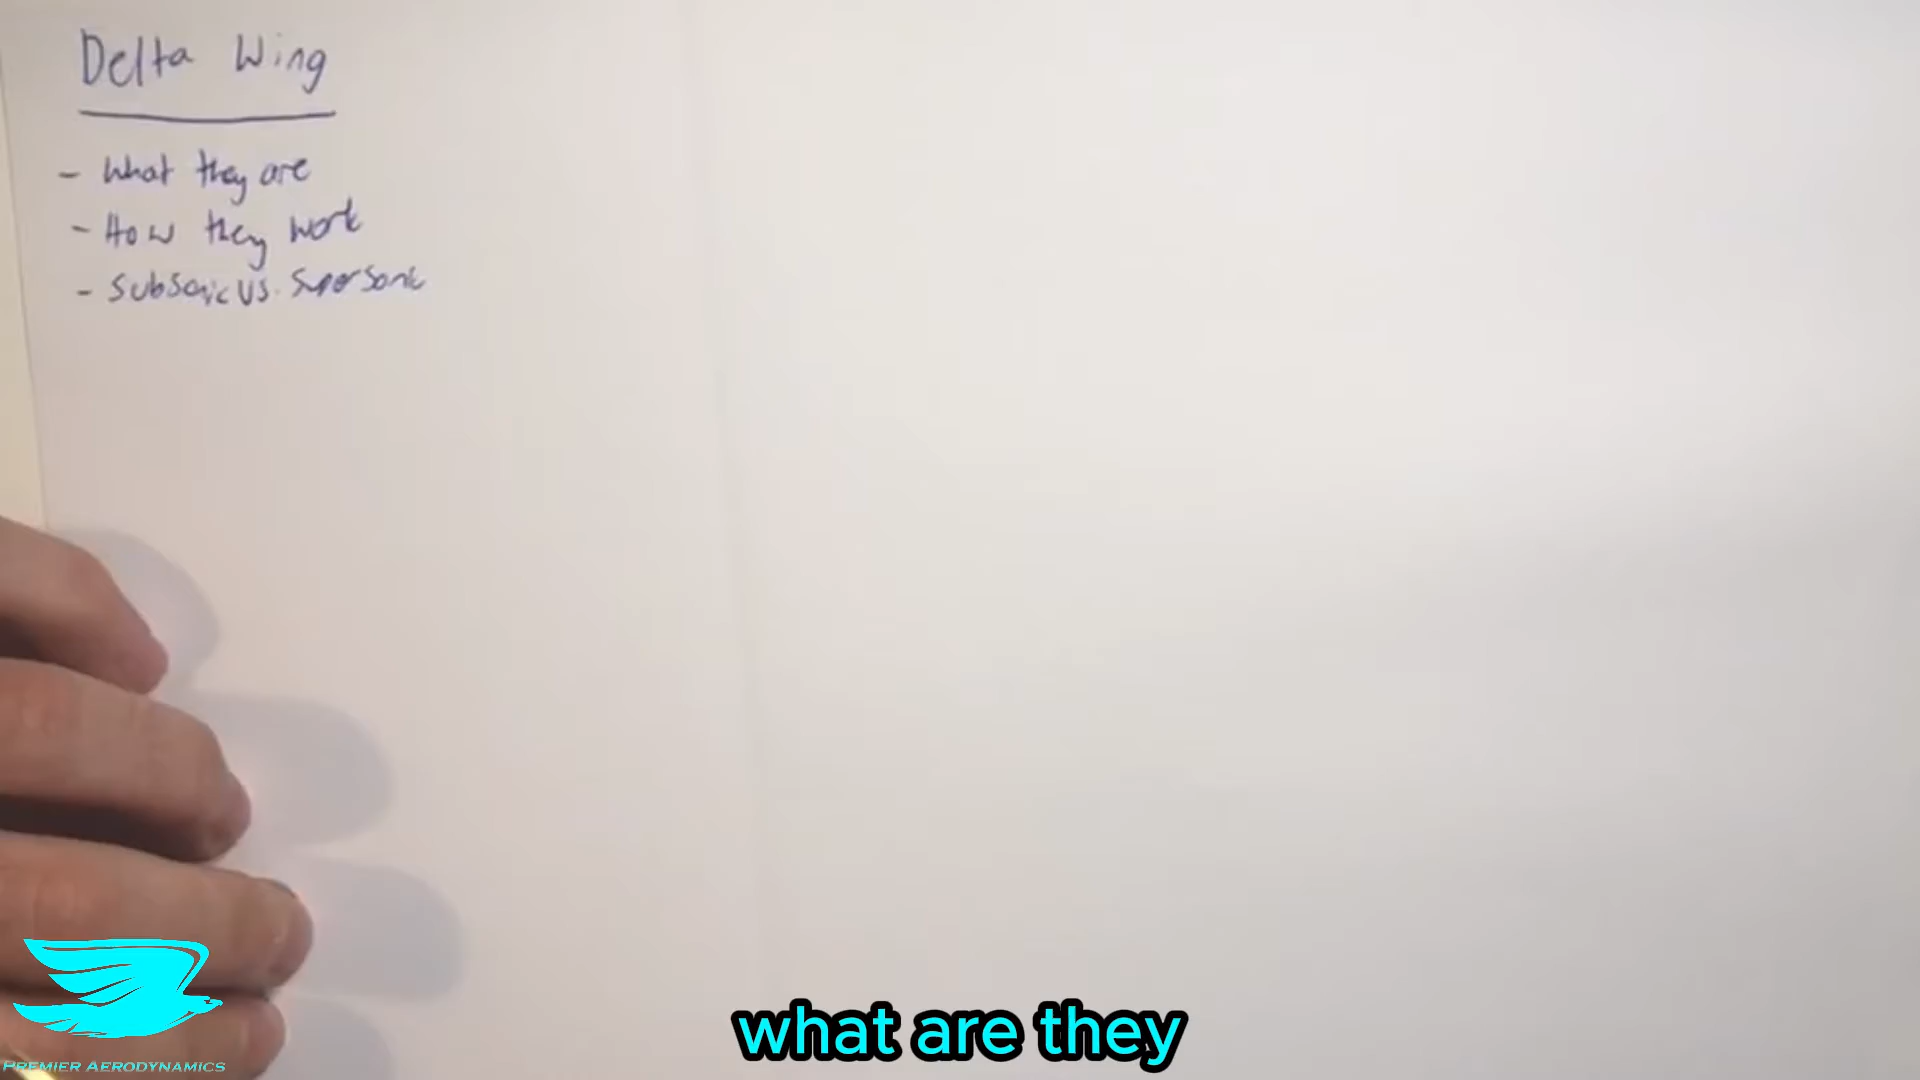 Delta Wing
- What they are
- How they work
- Subsonic vs. Supersonic
what are they
PREMIER AERODYNAMICS